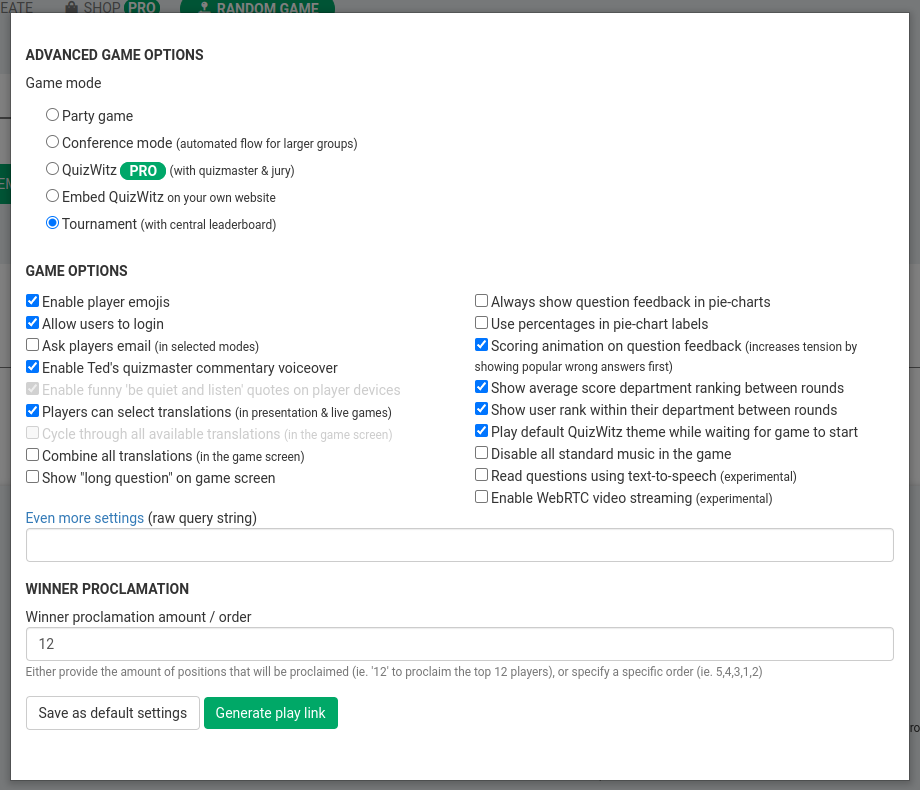 EATE SHOP PRO RANDOM GAME
ADVANCED GAME OPTIONS
Game mode
Party game
Conference mode (automated flow for larger groups)
QuizWitz PRO (with quizmaster & jury)
Embed QuizWitz on your own website
Tournament (with central leaderboard)
GAME OPTIONS
Enable player emojis
Allow users to login
Ask players email (in selected modes)
Enable Ted's quizmaster commentary voiceover
Enable funny 'be quiet and listen' quotes on player devices
Players can select translations (in presentation & live games)
Cycle through all available translations (in the game screen)
Combine all translations (in the game screen)
Show "long question" on game screen
Always show question feedback in pie-charts
Use percentages in pie-chart labels
Scoring animation on question feedback (increases tension by
showing popular wrong answers first)
Show average score department ranking between rounds
Show user rank within their department between rounds
Play default QuizWitz theme while waiting for game to start
Disable all standard music in the game
Read questions using text-to-speech (experimental)
Enable WebRTC video streaming (experimental)
Even more settings (raw query string)
WINNER PROCLAMATION
Winner proclamation amount / order
12
Either provide the amount of positions that will be proclaimed (ie. '12' to proclaim the top 12 players), or specify a specific order (ie. 5,4,3,1,2)
Save as default settings Generate play link